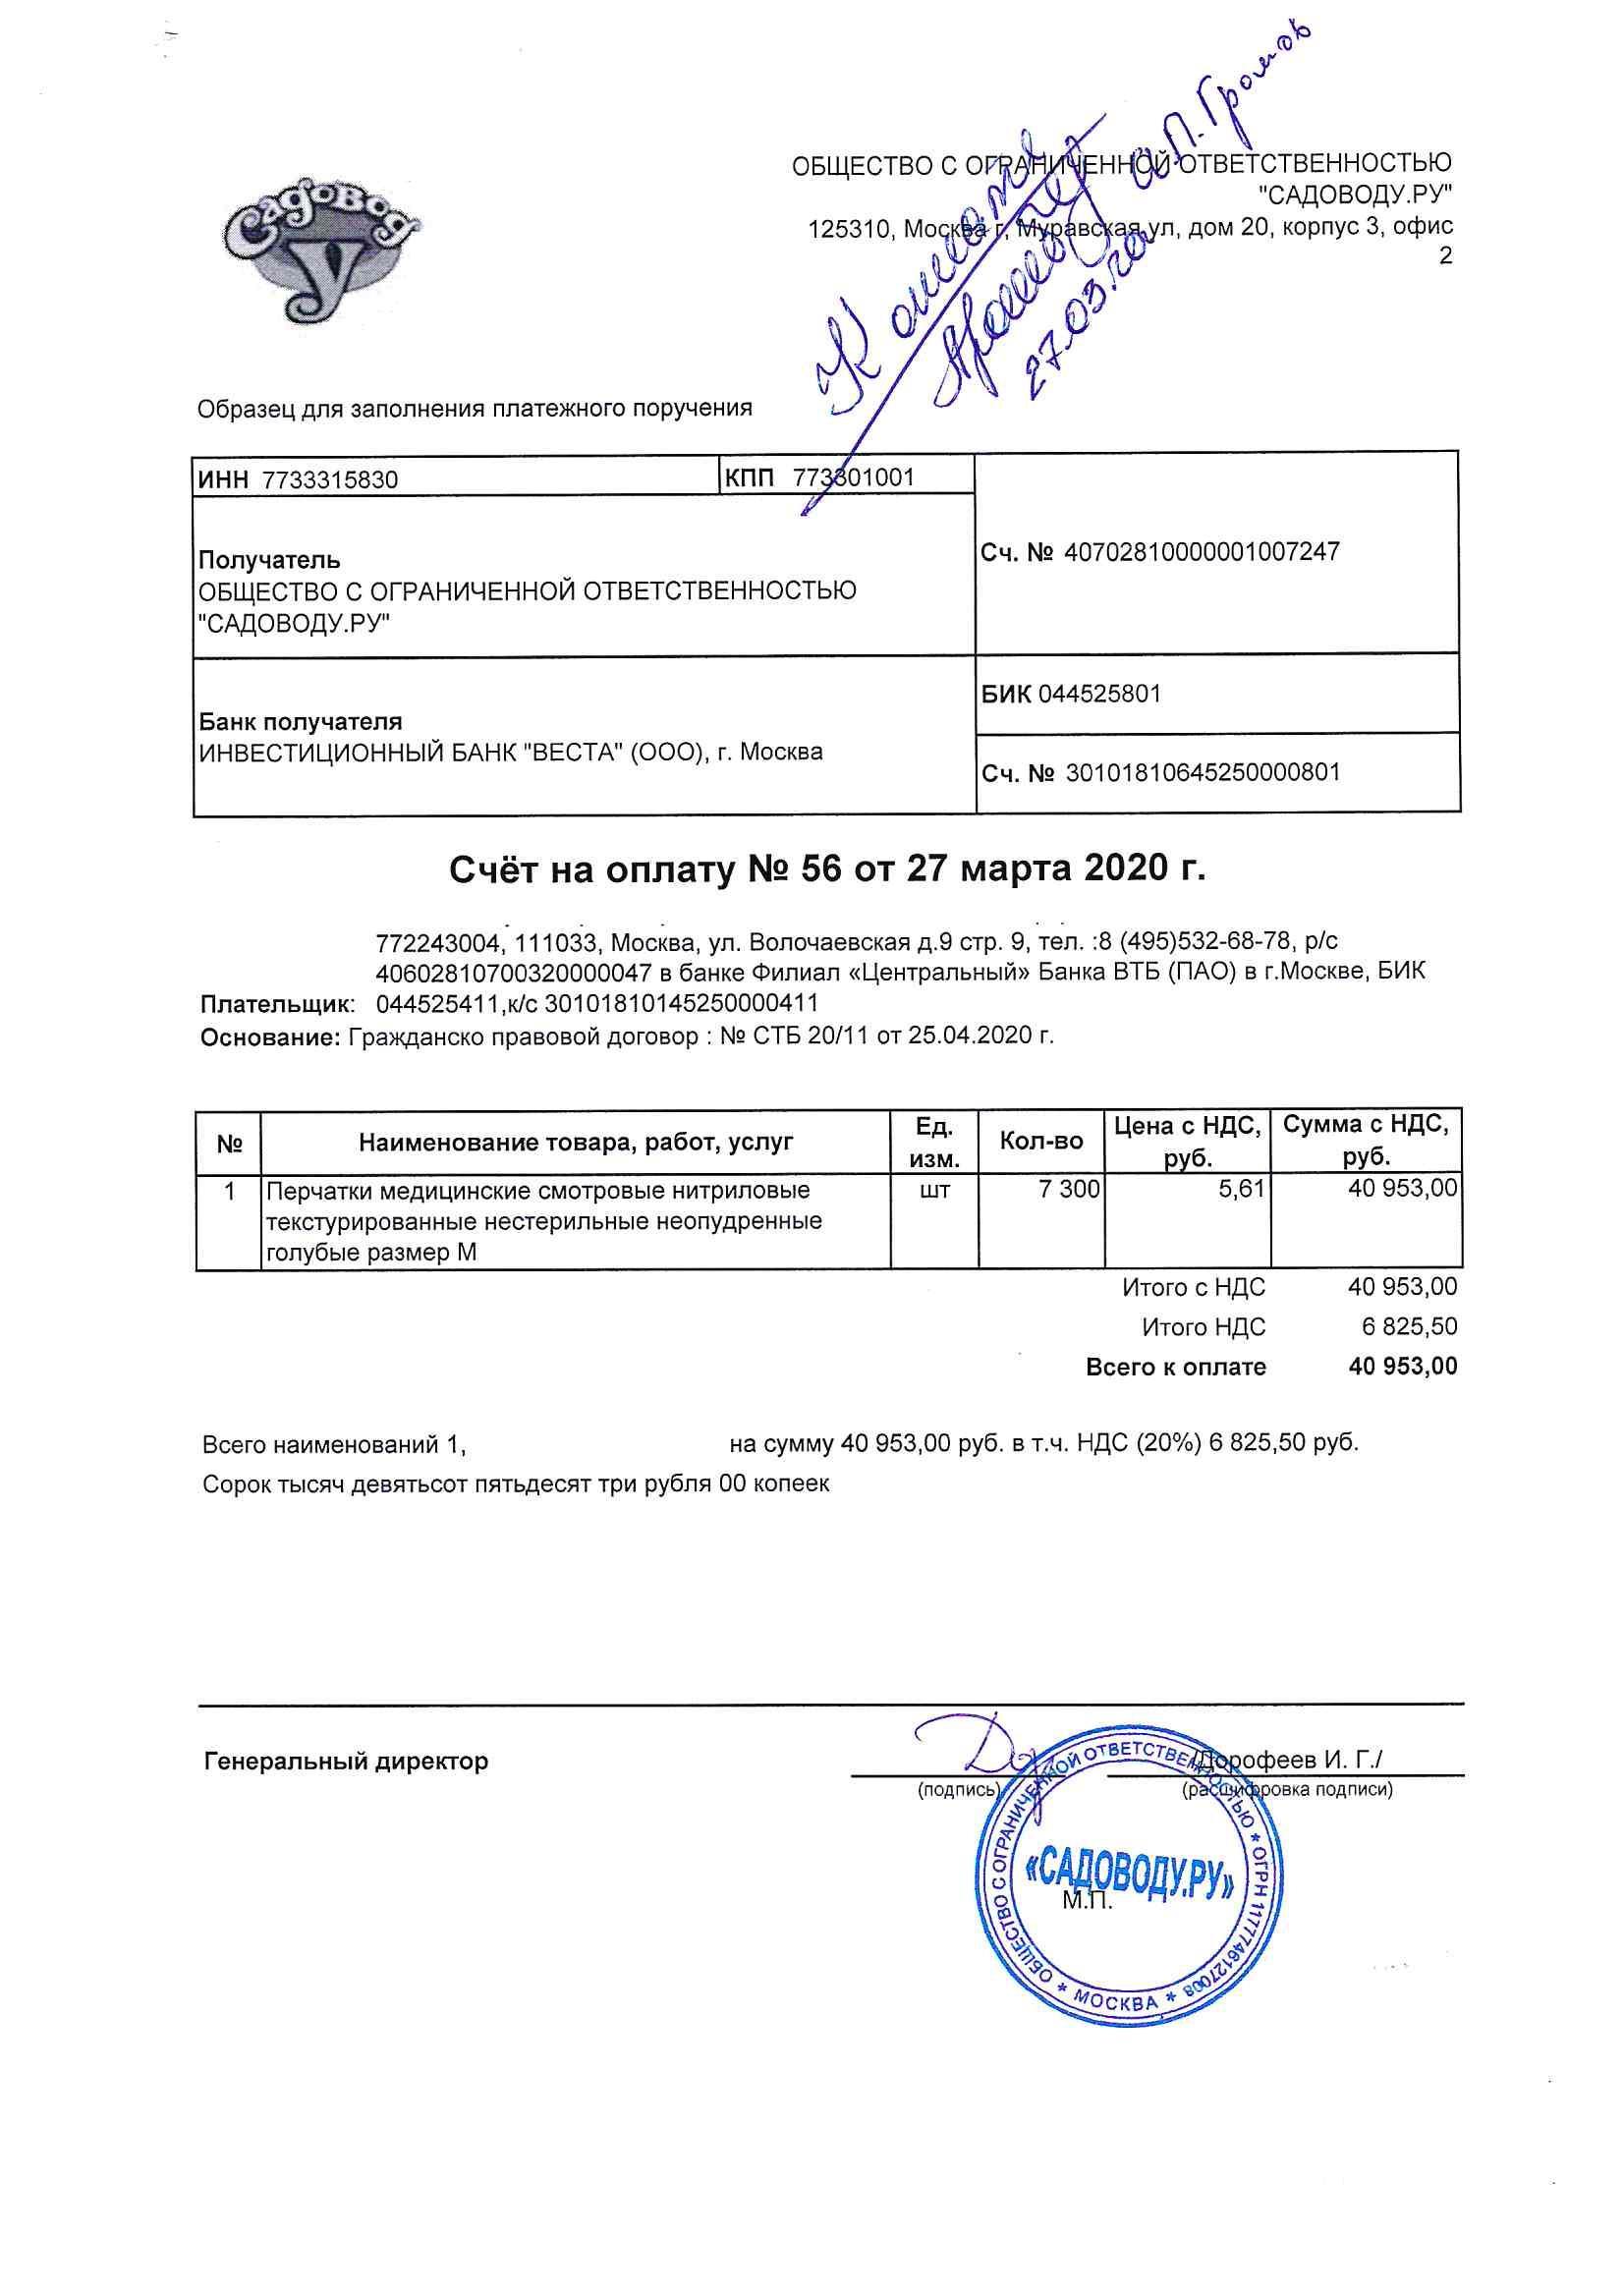 Садовод
У
ОБЩЕСТВО С ОГРАНИЧЕННОЙ ОТВЕТСТВЕННОСТЬЮ
"САДОВОДУ.РУ"
125310, Москва г, Муравская ул, дом 20, корпус 3, офис
2
К оплате
А.П. Громов
27.03.20
Образец для заполнения платежного поручения
ИНН 7733315830
КПП 773301001
Сч. № 40702810000001007247
Получатель
ОБЩЕСТВО С ОГРАНИЧЕННОЙ ОТВЕТСТВЕННОСТЬЮ
"САДОВОДУ.РУ"
БИК 044525801
Банк получателя
ИНВЕСТИЦИОННЫЙ БАНК "ВЕСТА" (ООО), г. Москва
Сч. № 30101810645250000801
Счёт на оплату № 56 от 27 марта 2020 г.
772243004, 111033, Москва, ул. Волочаевская д.9 стр. 9, тел. :8 (495)532-68-78, р/с
40602810700320000047 в банке Филиал «Центральный» Банка ВТБ (ПАО) в г.Москве, БИК
Плательщик: 044525411,к/с 30101810145250000411
Основание: Гражданско правовой договор : № СТБ 20/11 от 25.04.2020 г.
№ Наименование товара, работ, услуг Ед. изм. Кол-во Цена с НДС, руб. Сумма с НДС, руб.
1 Перчатки медицинские смотровые нитриловые шт 7 300 5,61 40 953,00
текстурированные нестерильные неопудренные
голубые размер М
Итого с НДС 40 953,00
Итого НДС 6 825,50
Всего к оплате 40 953,00
Всего наименований 1, на сумму 40 953,00 руб. в т.ч. НДС (20%) 6 825,50 руб.
Сорок тысяч девятьсот пятьдесят три рубля 00 копеек
Генеральный директор /Дорофеев И. Г./
(подпись) (расшифровка подписи)
ОБЩЕСТВО С ОГРАНИЧЕННОЙ ОТВЕТСТВЕННОСТЬЮ * ОГРН 1177746127008 * МОСКВА *
«САДОВОДУ.РУ»
М.П.